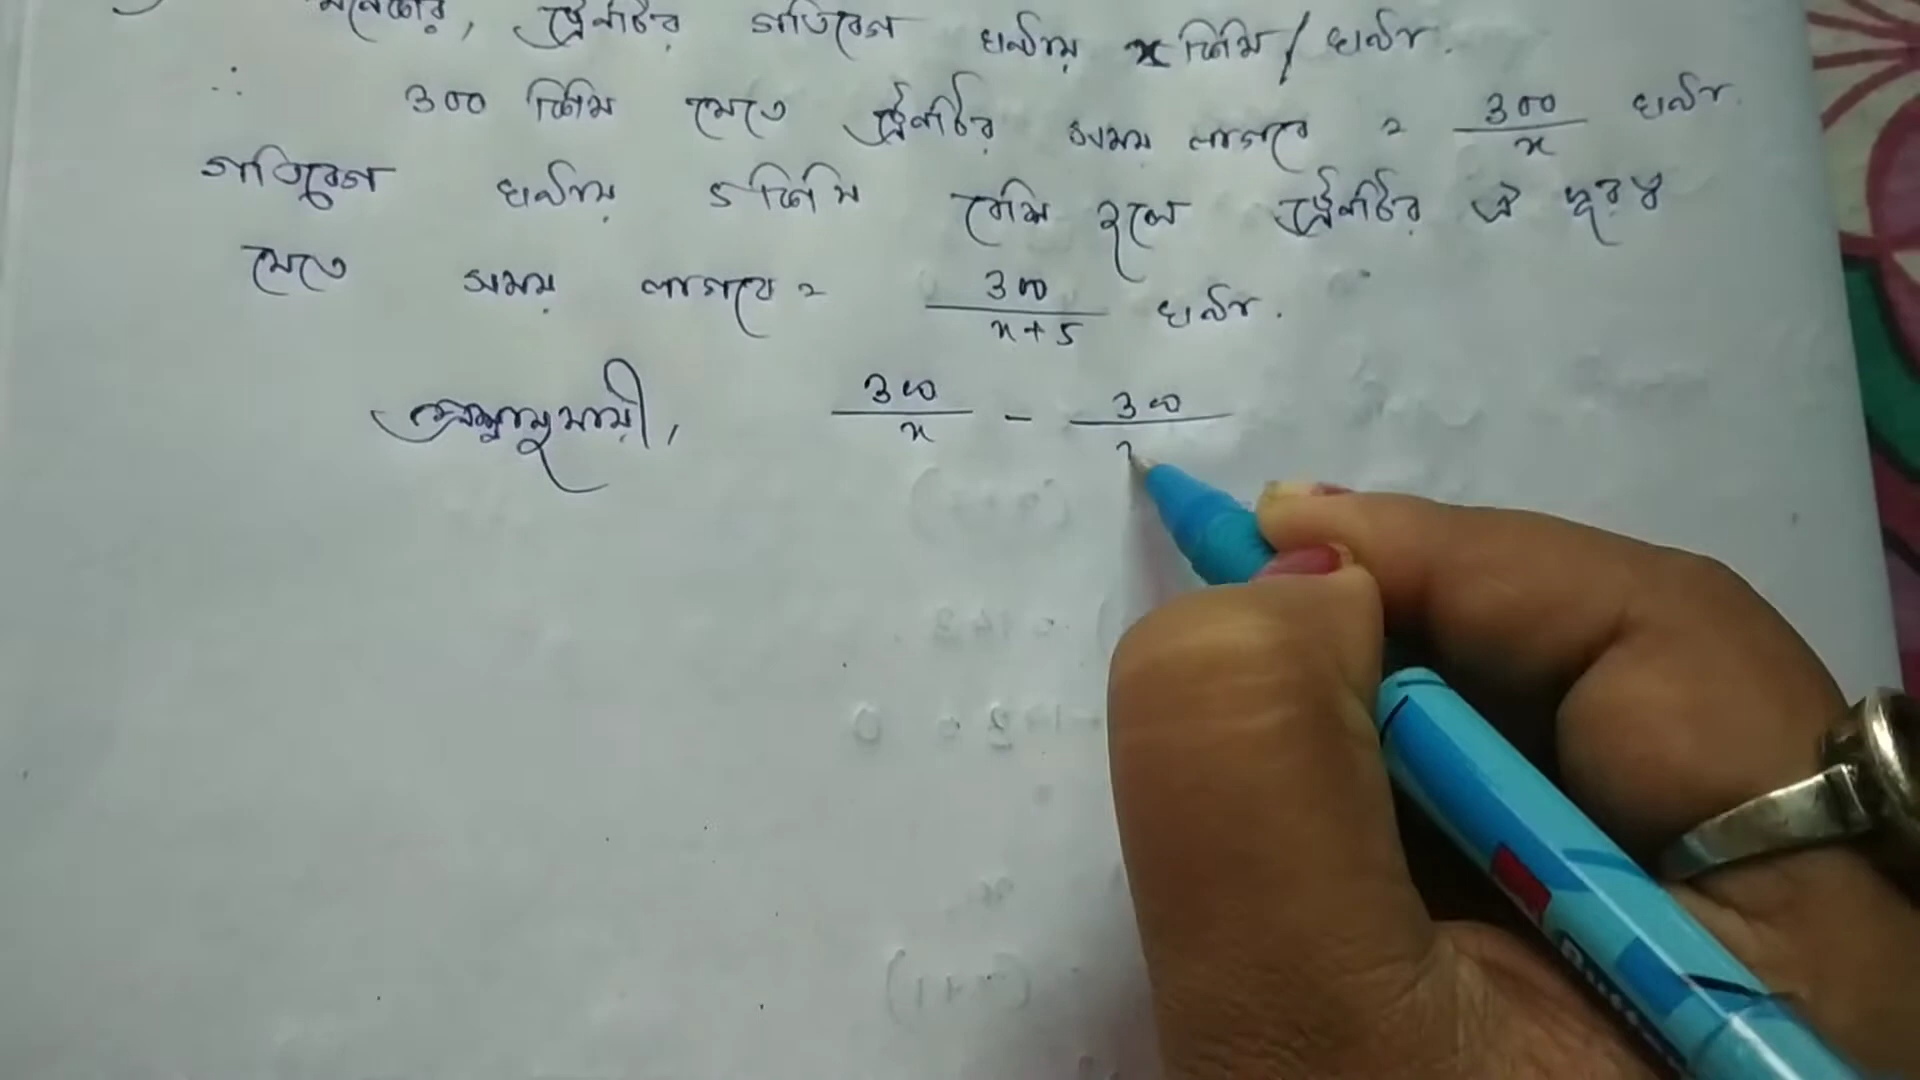 মনেকরি, ট্রেনটির গতিবেগ ঘন্টায় x কিমি/ ঘন্টা.
∴ 300 কিমি যেতে ট্রেনটির সময় লাগবে = 300/x ঘন্টা.
গতিবেগ ঘন্টায় 5 কিমি বেশি হলে ট্রেনটির ঐ দূরত্ব
যেতে সময় লাগবে = 300/x+5 ঘন্টা.
প্রশ্নানুযায়ী, 300/x - 300/x